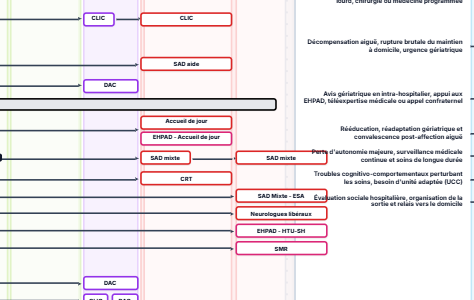 lourd, chirurgie ou médecine programmée
CLIC
CLIC
Décompensation aiguë, rupture brutale du maintien
à domicile, urgence gériatrique
SAD aide
DAC
Avis gériatrique en intra-hospitalier, appui aux
EHPAD, téléexpertise médicale ou appel confraternel
Accueil de jour
EHPAD - Accueil de jour
Rééducation, réadaptation gériatrique et
convalescence post-affection aiguë
SAD mixte
SAD mixte
Perte d'autonomie majeure, surveillance médicale
continue et soins de longue durée
CRT
Troubles cognitivo-comportementaux perturbant
les soins, besoin d'unité adaptée (UCC)
SAD Mixte - ESA
Évaluation sociale hospitalière, organisation de la
sortie et relais vers le domicile
Neurologues libéraux
EHPAD - HTU-SH
SMR
DAC